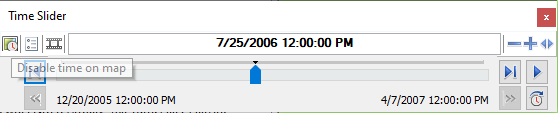 Time Slider
7/25/2006 12:00:00 PM
Disable time on map
12/20/2005 12:00:00 PM
4/7/2007 12:00:00 PM